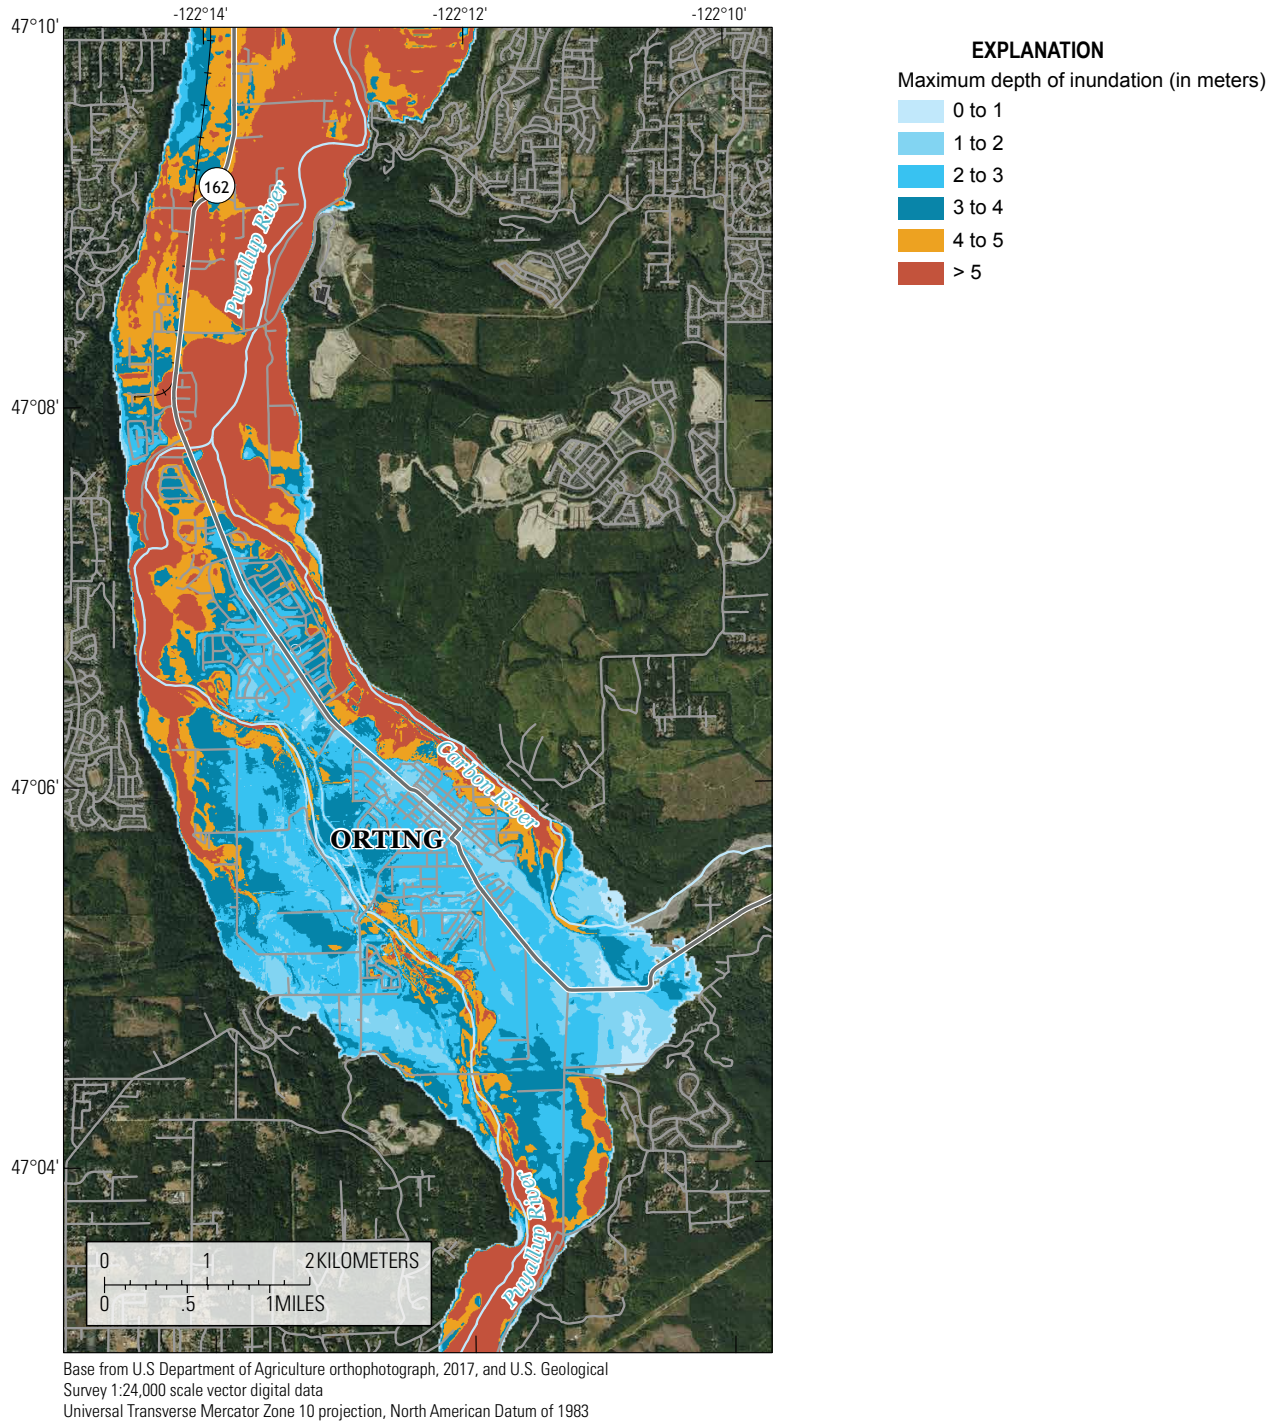 -122°14'
-122°12'
-122°10'
47°10'
47°08'
47°06'
47°04'
162
Puyallup River
Carbon River
ORTING
Puyallup River
0 1 2 KILOMETERS
0 .5 1 MILES
EXPLANATION
Maximum depth of inundation (in meters)
0 to 1
1 to 2
2 to 3
3 to 4
4 to 5
> 5
Base from U.S Department of Agriculture orthophotograph, 2017, and U.S. Geological
Survey 1:24,000 scale vector digital data
Universal Transverse Mercator Zone 10 projection, North American Datum of 1983